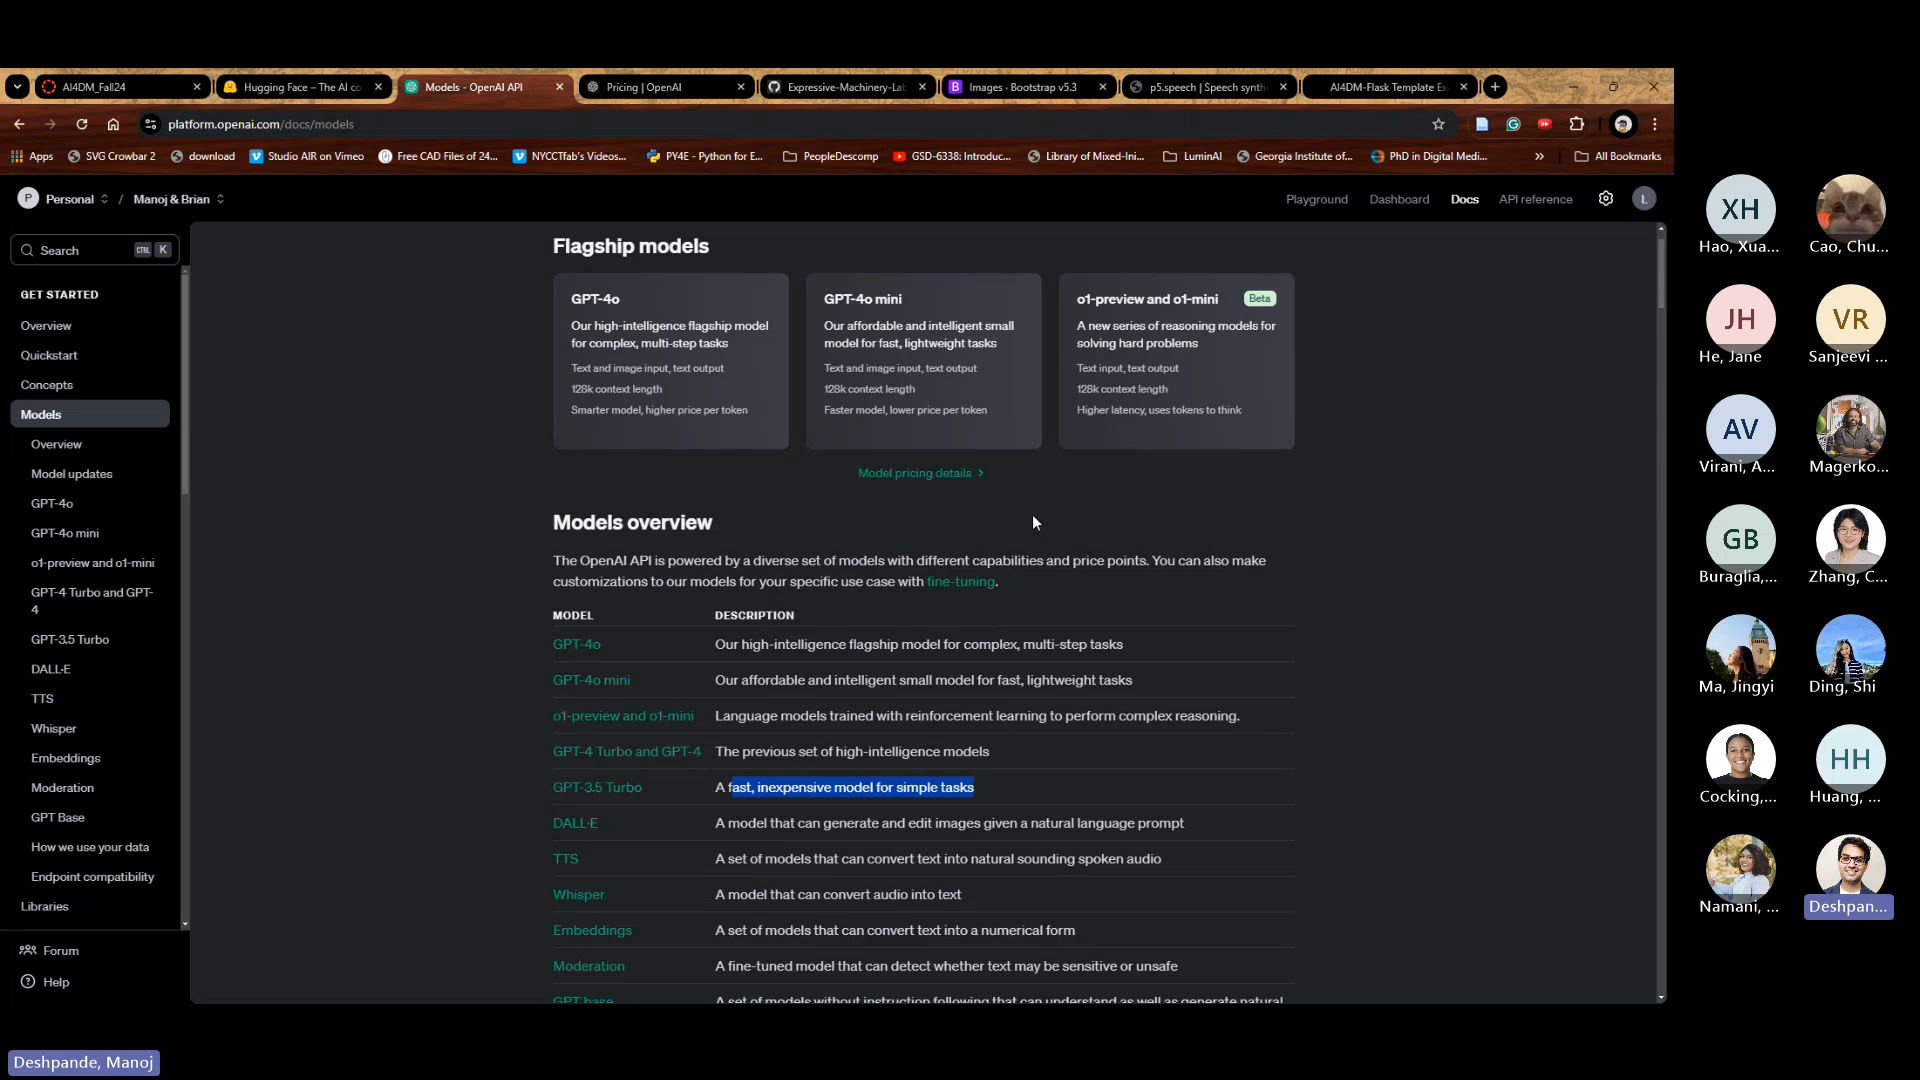 AI4DM_Fall24
Hugging Face – The AI co
Models - OpenAI API
Pricing | OpenAI
Expressive-Machinery-Lab
Images · Bootstrap v5.3
p5.speech | Speech synth
AI4DM-Flask Template Ex
platform.openai.com/docs/models
Apps
SVG Crowbar 2
download
Studio AIR on Vimeo
Free CAD Files of 24...
NYCCTfab's Videos...
PY4E - Python for E...
PeopleDescomp
GSD-6338: Introduc...
Library of Mixed-Ini...
LuminAI
Georgia Institute of...
PhD in Digital Medi...
»
All Bookmarks
P
Personal
/
Manoj & Brian
Playground
Dashboard
Docs
API reference
L
Search
CTRL
K
GET STARTED
Overview
Quickstart
Concepts
Models
Overview
Model updates
GPT-4o
GPT-4o mini
o1-preview and o1-mini
GPT-4 Turbo and GPT-
4
GPT-3.5 Turbo
DALL·E
TTS
Whisper
Embeddings
Moderation
GPT Base
How we use your data
Endpoint compatibility
Libraries
Forum
Help
Flagship models
GPT-4o
Our high-intelligence flagship model
for complex, multi-step tasks
Text and image input, text output
128k context length
Smarter model, higher price per token
GPT-4o mini
Our affordable and intelligent small
model for fast, lightweight tasks
Text and image input, text output
128k context length
Faster model, lower price per token
o1-preview and o1-mini
Beta
A new series of reasoning models for
solving hard problems
Text input, text output
128k context length
Higher latency, uses tokens to think
Model pricing details
Models overview
The OpenAI API is powered by a diverse set of models with different capabilities and price points. You can also make
customizations to our models for your specific use case with fine-tuning.
MODEL DESCRIPTION
GPT-4o Our high-intelligence flagship model for complex, multi-step tasks
GPT-4o mini Our affordable and intelligent small model for fast, lightweight tasks
o1-preview and o1-mini Language models trained with reinforcement learning to perform complex reasoning.
GPT-4 Turbo and GPT-4 The previous set of high-intelligence models
GPT-3.5 Turbo A fast, inexpensive model for simple tasks
DALL·E A model that can generate and edit images given a natural language prompt
TTS A set of models that can convert text into natural sounding spoken audio
Whisper A model that can convert audio into text
Embeddings A set of models that can convert text into a numerical form
Moderation A fine-tuned model that can detect whether text may be sensitive or unsafe
GPT base A set of models without instruction following that can understand as well as generate natural
XH
Hao, Xua...
Cao, Chu...
JH
He, Jane
VR
Sanjeevi ...
AV
Virani, A...
Magerko...
GB
Buraglia,...
Zhang, C...
Ma, Jingyi
Ding, Shi
Cocking,...
HH
Huang, ...
Namani, ...
Deshpan...
Deshpande, Manoj